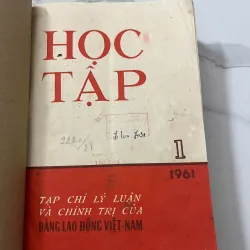 HỌC
TẬP
1
1961
TẠP CHÍ LÝ LUẬN
VÀ CHÍNH TRỊ CỦA
ĐẢNG LAO ĐỘNG VIỆT-NAM